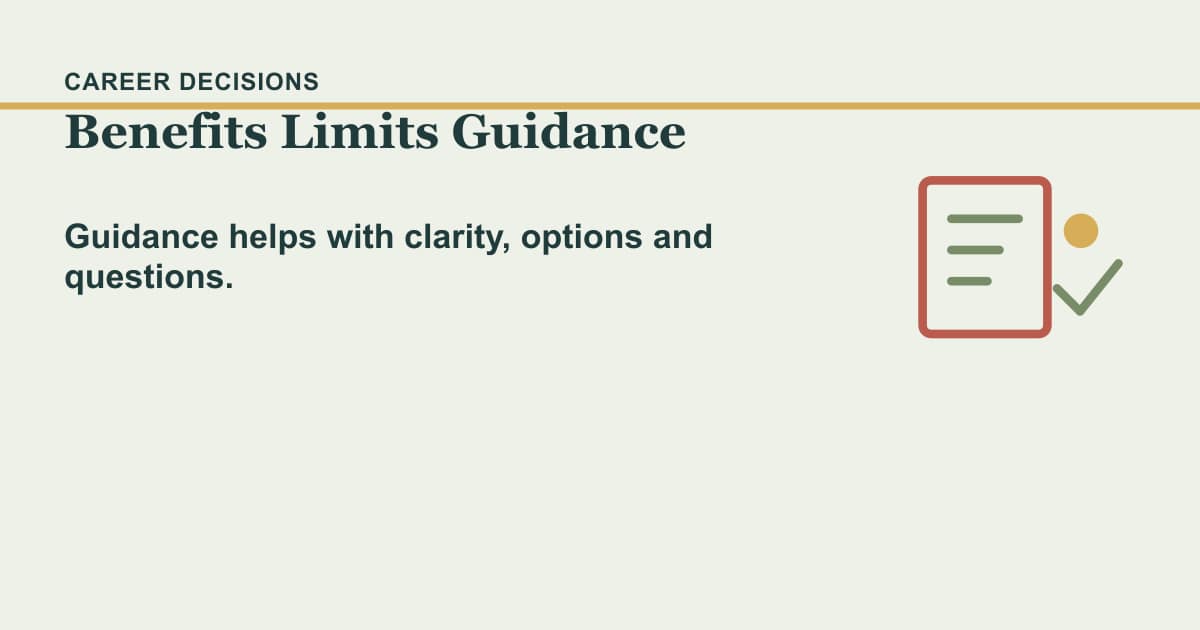 CAREER DECISIONS
Benefits Limits Guidance
Guidance helps with clarity, options and
questions.